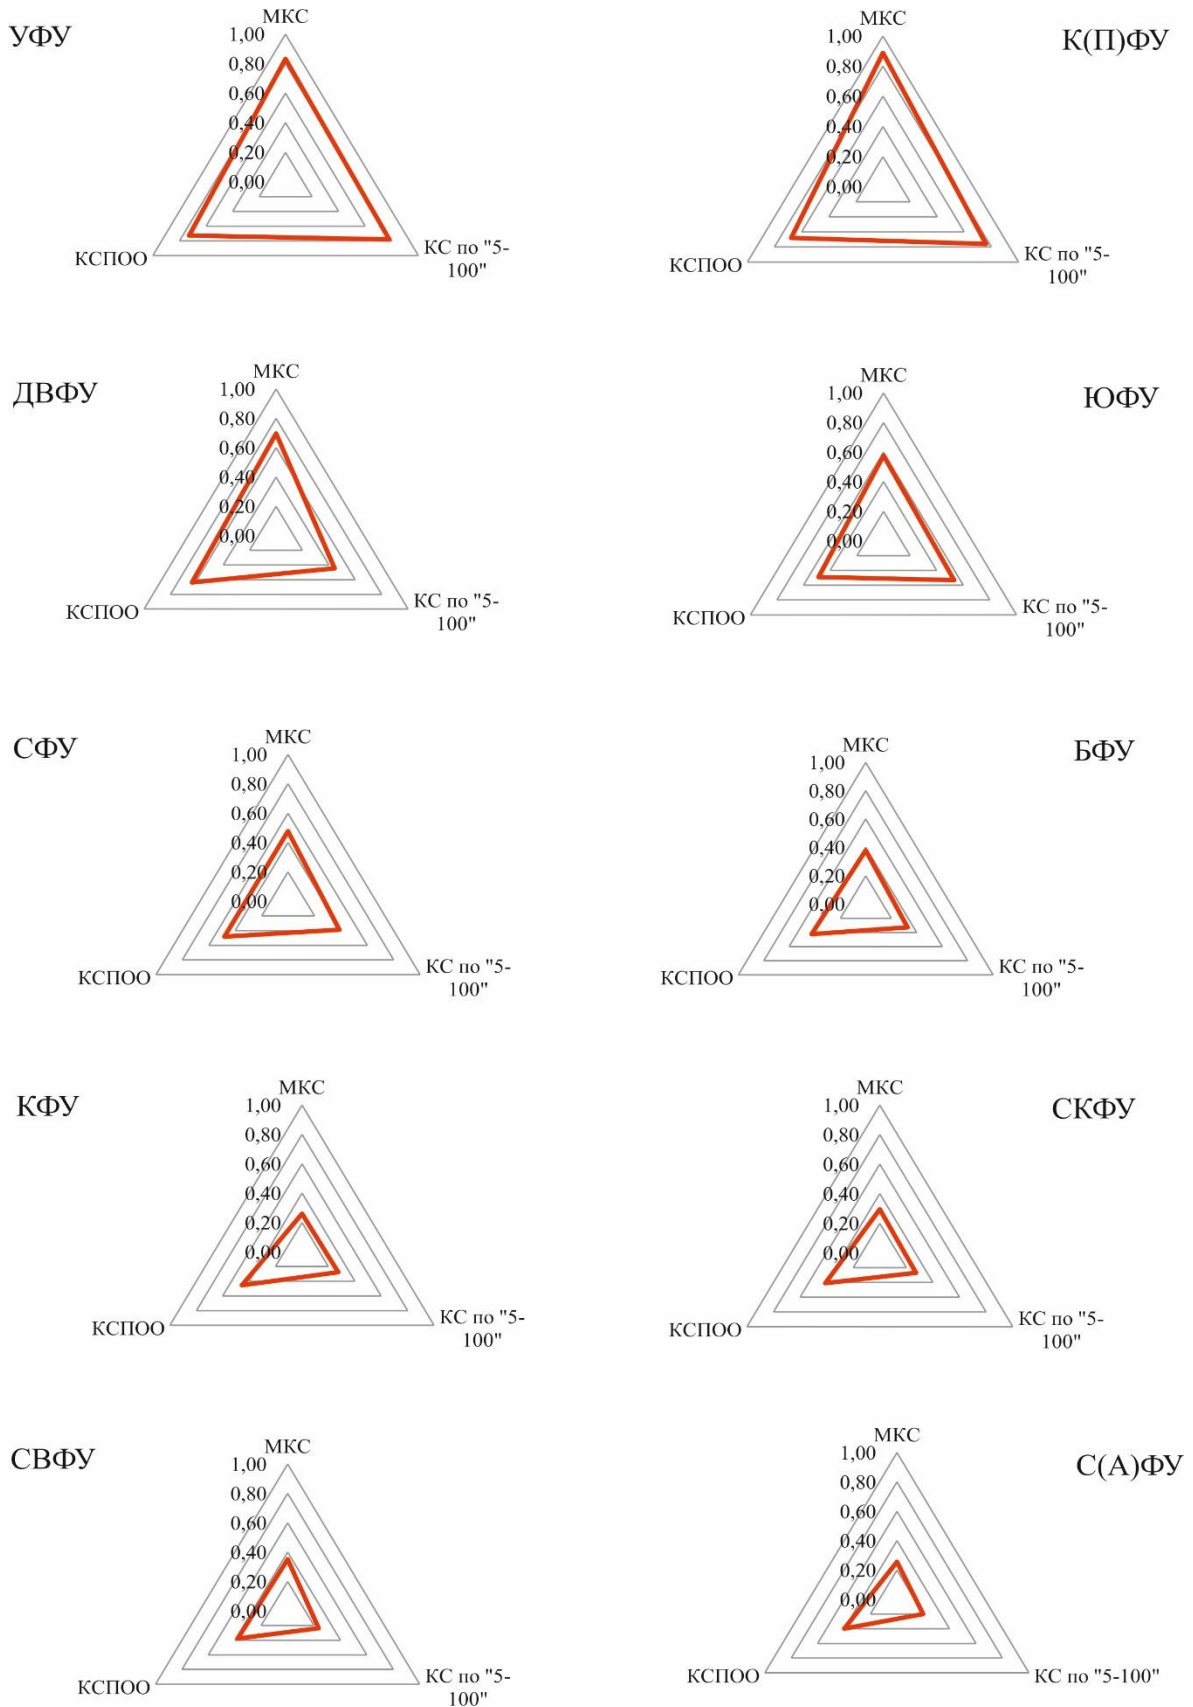 УФУ
МКС
1,00
0,80
0,60
0,40
0,20
0,00
КСПОО
КС по "5-
100"
К(П)ФУ
МКС
1,00
0,80
0,60
0,40
0,20
0,00
КСПОО
КС по "5-
100"
ДВФУ
МКС
1,00
0,80
0,60
0,40
0,20
0,00
КСПОО
КС по "5-
100"
ЮФУ
МКС
1,00
0,80
0,60
0,40
0,20
0,00
КСПОО
КС по "5-
100"
СФУ
МКС
1,00
0,80
0,60
0,40
0,20
0,00
КСПОО
КС по "5-
100"
БФУ
МКС
1,00
0,80
0,60
0,40
0,20
0,00
КСПОО
КС по "5-
100"
КФУ
МКС
1,00
0,80
0,60
0,40
0,20
0,00
КСПОО
КС по "5-
100"
СКФУ
МКС
1,00
0,80
0,60
0,40
0,20
0,00
КСПОО
КС по "5-
100"
СВФУ
МКС
1,00
0,80
0,60
0,40
0,20
0,00
КСПОО
КС по "5-
100"
С(А)ФУ
МКС
1,00
0,80
0,60
0,40
0,20
0,00
КСПОО
КС по "5-100"